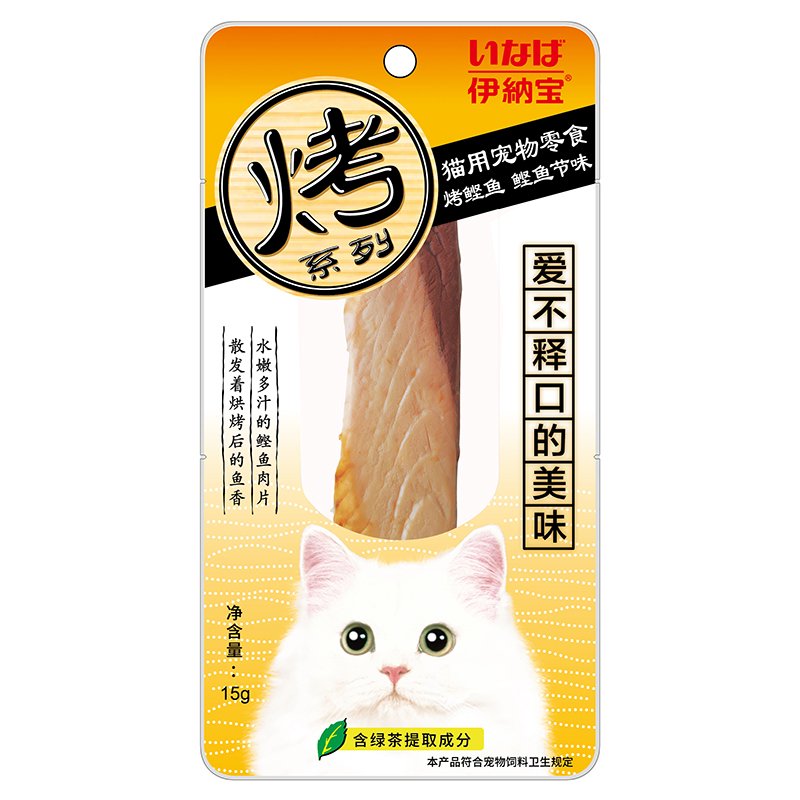 いなば
伊納宝®
烤
系列
猫用宠物零食
烤鲣鱼 鲣鱼节味
爱不释口的美味
水嫩多汁的鲣鱼肉片
散发着烘烤后的鱼香
净含量：
15g
含绿茶提取成分
本产品符合宠物饲料卫生规定